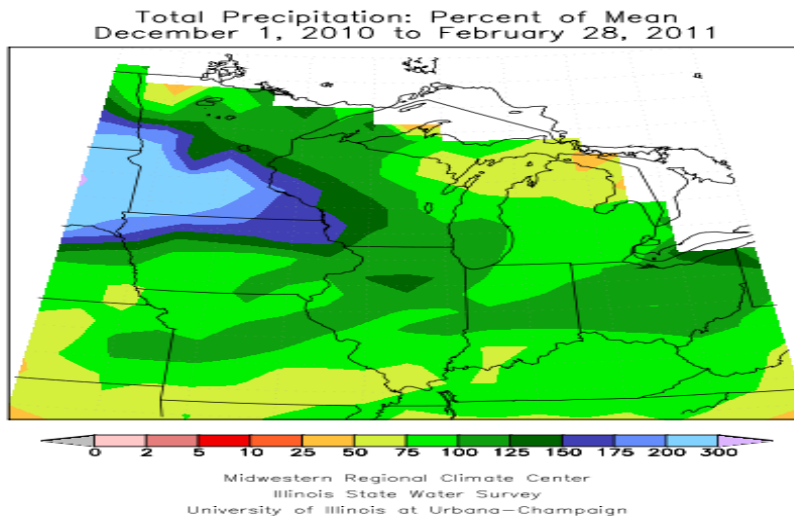 Total Precipitation: Percent of Mean
December 1, 2010 to February 28, 2011
0 2 5 10 25 50 75 100 125 150 175 200 300
Midwestern Regional Climate Center
Illinois State Water Survey
University of Illinois at Urbana-Champaign